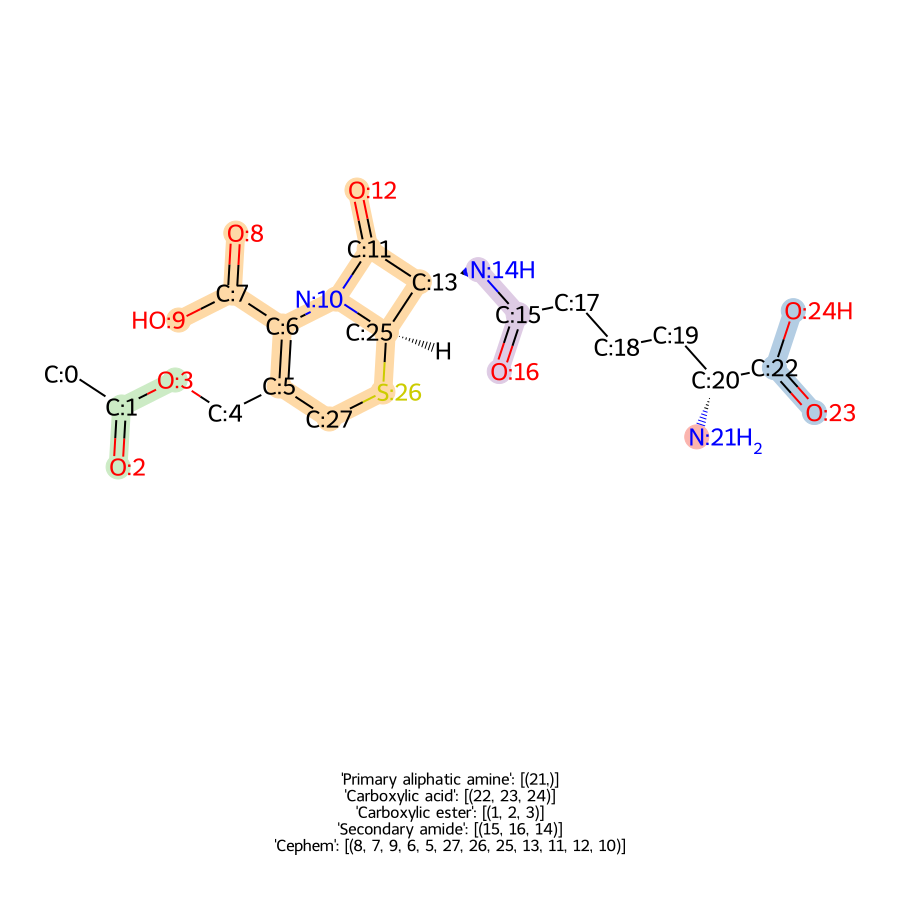 O:12
O:8
C:11
N:14H
C:13
C:7
N:10
C:17
C:15
O:24H
HO:9
C:6
C:25
C:19
C:18
H
O:16
C:22
C:0
O:3
C:5
C:20
S:26
C:1
C:4
C:27
O:23
N:21H2
O:2
'Primary aliphatic amine': [(21,)]
'Carboxylic acid': [(22, 23, 24)]
'Carboxylic ester': [(1, 2, 3)]
'Secondary amide': [(15, 16, 14)]
'Cephem': [(8, 7, 9, 6, 5, 27, 26, 25, 13, 11, 12, 10)]